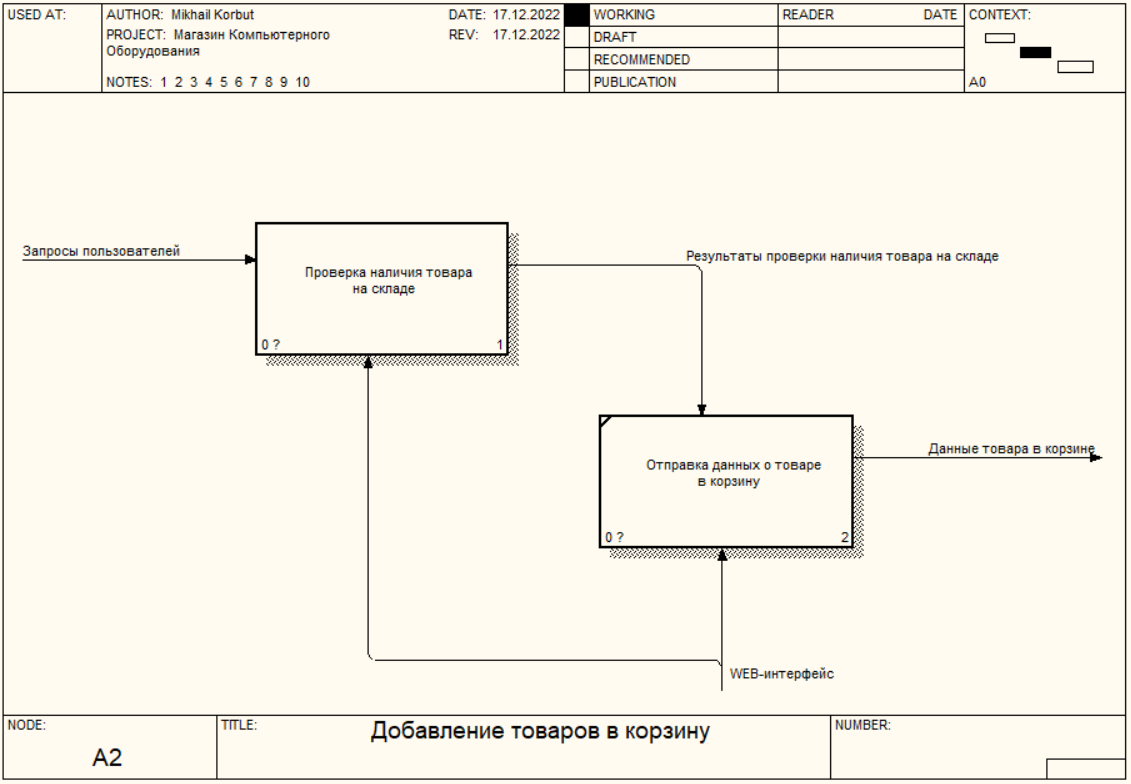 USED AT:
AUTHOR: Mikhail Korbut
DATE: 17.12.2022
PROJECT: Магазин Компьютерного
Оборудования
REV: 17.12.2022
NOTES: 1 2 3 4 5 6 7 8 9 10
WORKING
DRAFT
RECOMMENDED
PUBLICATION
READER
DATE
CONTEXT:
A0
Запросы пользователей
Проверка наличия товара
на складе
0 ?
1
Результаты проверки наличия товара на складе
Отправка данных о товаре
в корзину
0 ?
2
Данные товара в корзине
WEB-интерфейс
NODE:
A2
TITLE:
Добавление товаров в корзину
NUMBER: